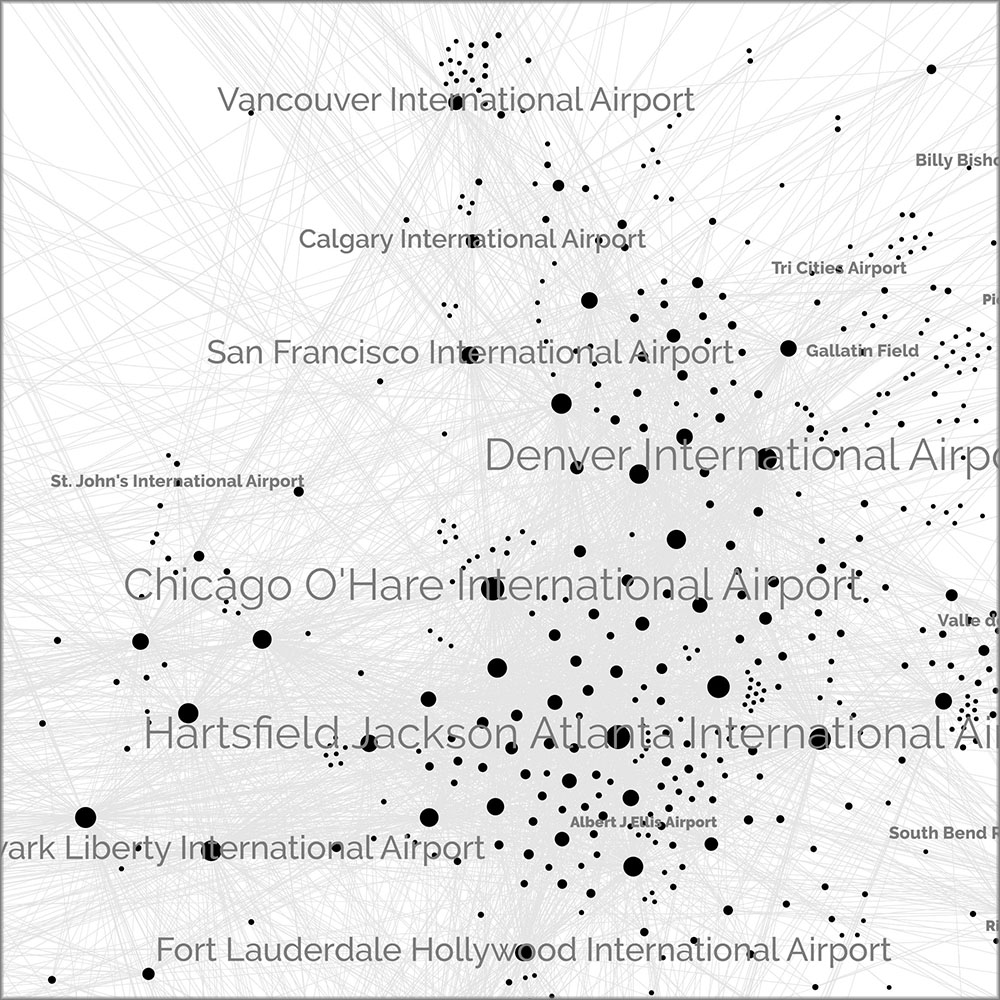 Vancouver International Airport
Billy Bisho
Calgary International Airport
Tri Cities Airport
Pi
San Francisco International Airport
Gallatin Field
Denver International Airpo
St. John's International Airport
Chicago O'Hare International Airport
Valle d
Hartsfield Jackson Atlanta International Ai
Albert J Ellis Airport
South Bend R
vark Liberty International Airport
Ri
Fort Lauderdale Hollywood International Airport